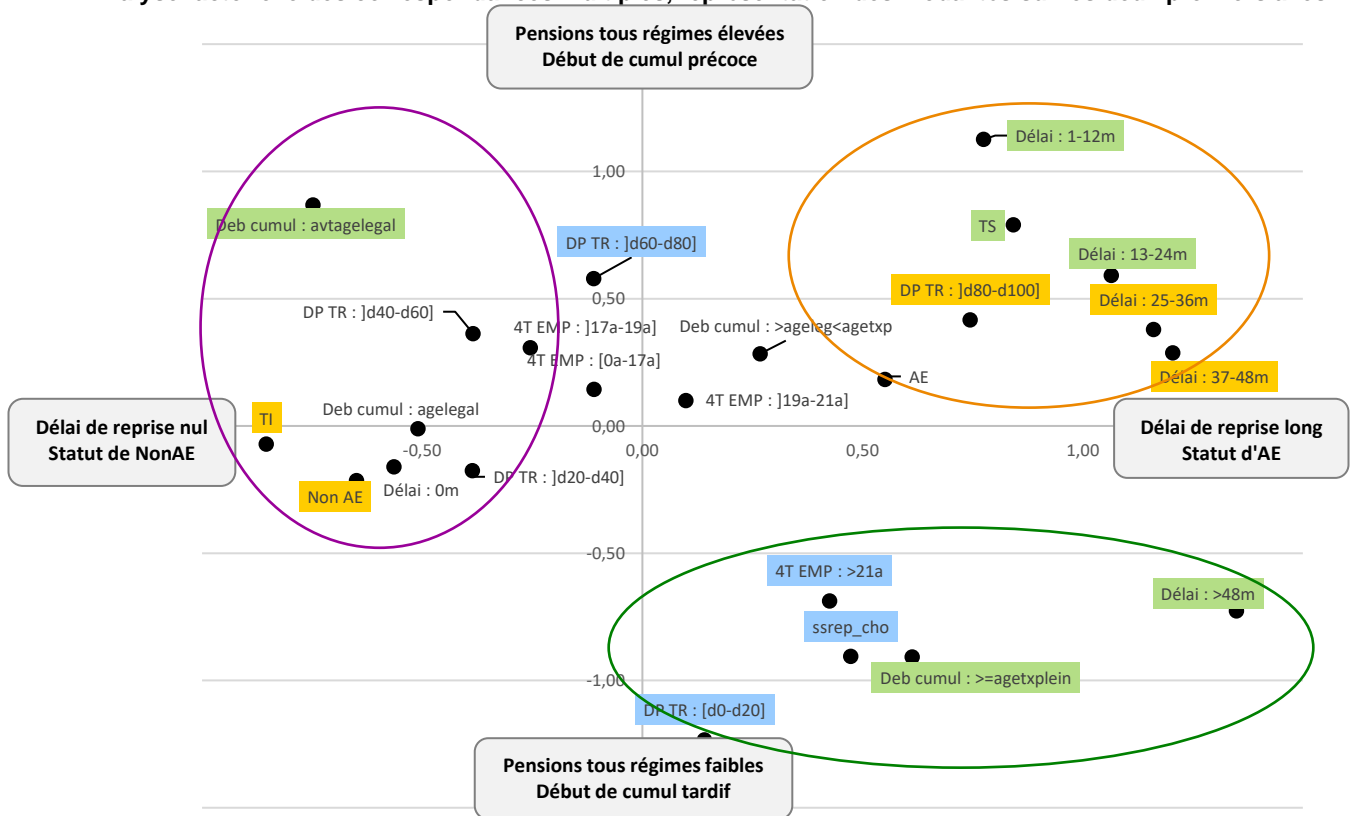 Pensions tous régimes élevées
Début de cumul précoce
Délai : 1-12m
1,00
Deb cumul : avtagelegal
TS
DP TR : ]d60-d80]
Délai : 13-24m
DP TR : ]d80-d100]
Délai : 25-36m
0,50
DP TR : ]d40-d60]
4T EMP : ]17a-19a]
Deb cumul : >ageleg<agetxp
4T EMP : [0a-17a]
Délai : 37-48m
AE
4T EMP : ]19a-21a]
Deb cumul : agelegal
TI
0,00
Délai de reprise nul
Statut de NonAE
Délai de reprise long
Statut d'AE
-0,50
0,00
0,50
1,00
DP TR : ]d20-d40]
Délai : 0m
Non AE
-0,50
4T EMP : >21a
Délai : >48m
ssrep_cho
Deb cumul : >=agetxplein
-1,00
DP TR : [d0-d20]
Pensions tous régimes faibles
Début de cumul tardif